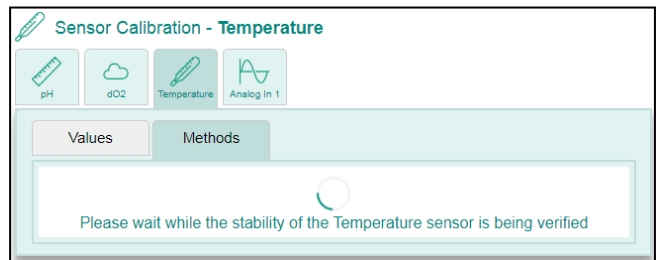 Sensor Calibration - Temperature
pH dO2 Temperature Analog In 1
Values Methods
Please wait while the stability of the Temperature sensor is being verified